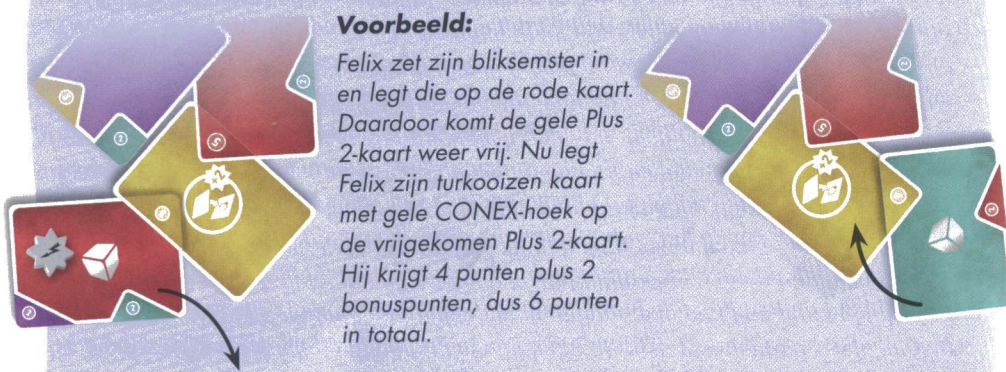 Voorbeeld:
Felix zet zijn bliksemster in
en legt die op de rode kaart.
Daardoor komt de gele Plus
2-kaart weer vrij. Nu legt
Felix zijn turkooizen kaart
met gele CONEX-hoek op
de vrijgekomen Plus 2-kaart.
Hij krijgt 4 punten plus 2
bonuspunten, dus 6 punten
in totaal.